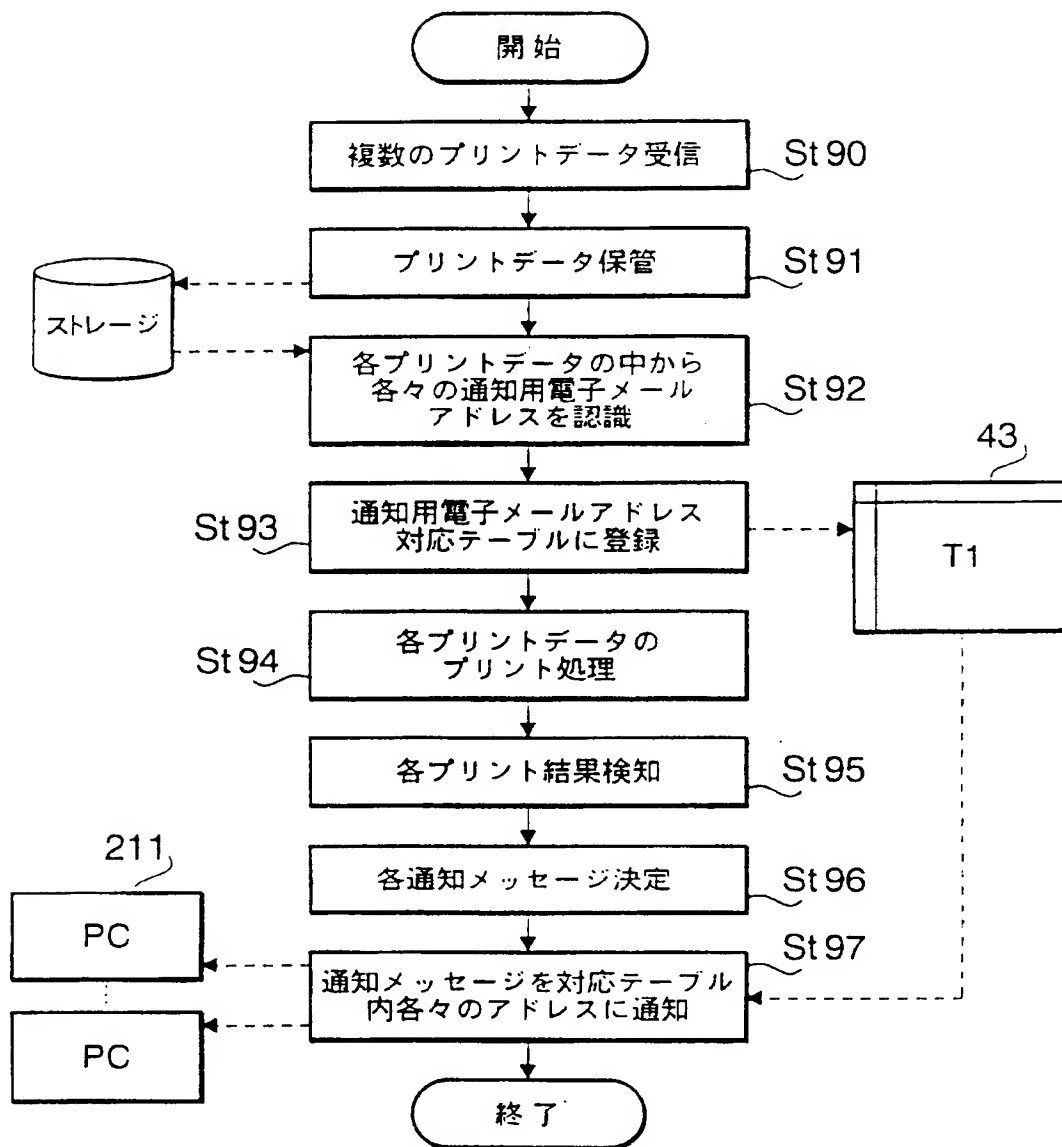 開始
複数のプリントデータ受信
St90
プリントデータ保管
St91
ストレージ
各プリントデータの中から
各々の通知用電子メール
アドレスを認識
St92
43
St93
通知用電子メールアドレス
対応テーブルに登録
T1
St94
各プリントデータの
プリント処理
各プリント結果検知
St95
211
各通知メッセージ決定
St96
PC
St97
通知メッセージを対応テーブル
内各々のアドレスに通知
PC
終了